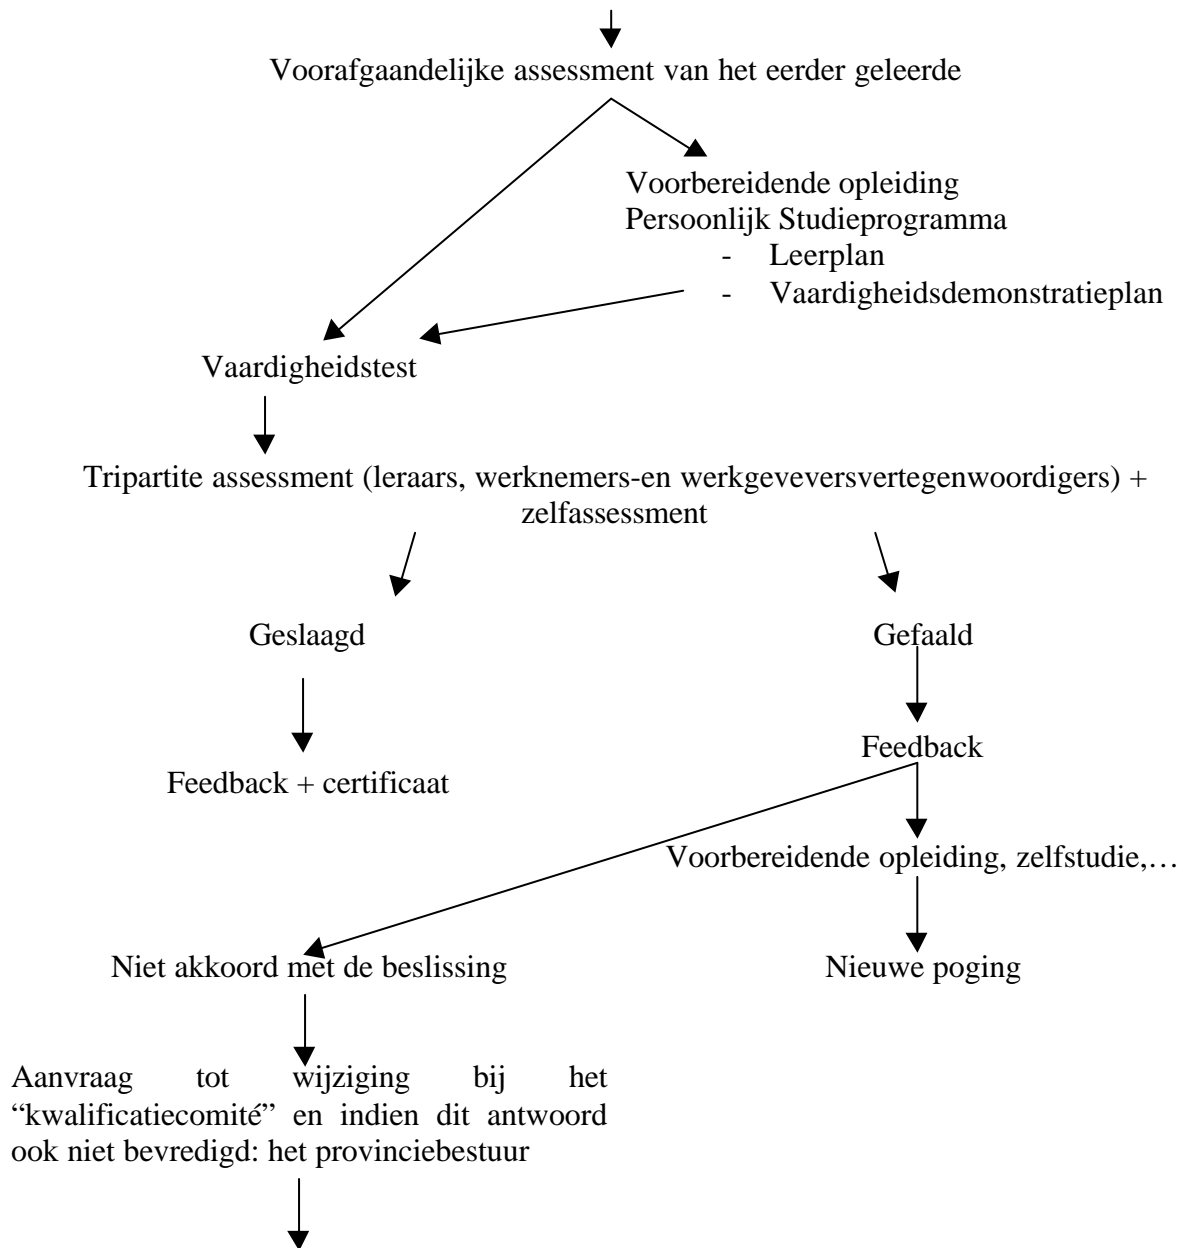 Voorafgaandelijke assessment van het eerder geleerde
Voorbereidende opleiding
Persoonlijk Studieprogramma
- Leerplan
- Vaardigheidsdemonstratieplan
Vaardigheidstest
Tripartite assessment (leraars, werknemers-en werkgeveversvertegenwoordigers) +
zelfassessment
Geslaagd
Gefaald
Feedback
Feedback + certificaat
Voorbereidende opleiding, zelfstudie,…
Niet akkoord met de beslissing
Nieuwe poging
Aanvraag tot wijziging bij het
“kwalificatiecomité” en indien dit antwoord
ook niet bevredigd: het provinciebestuur